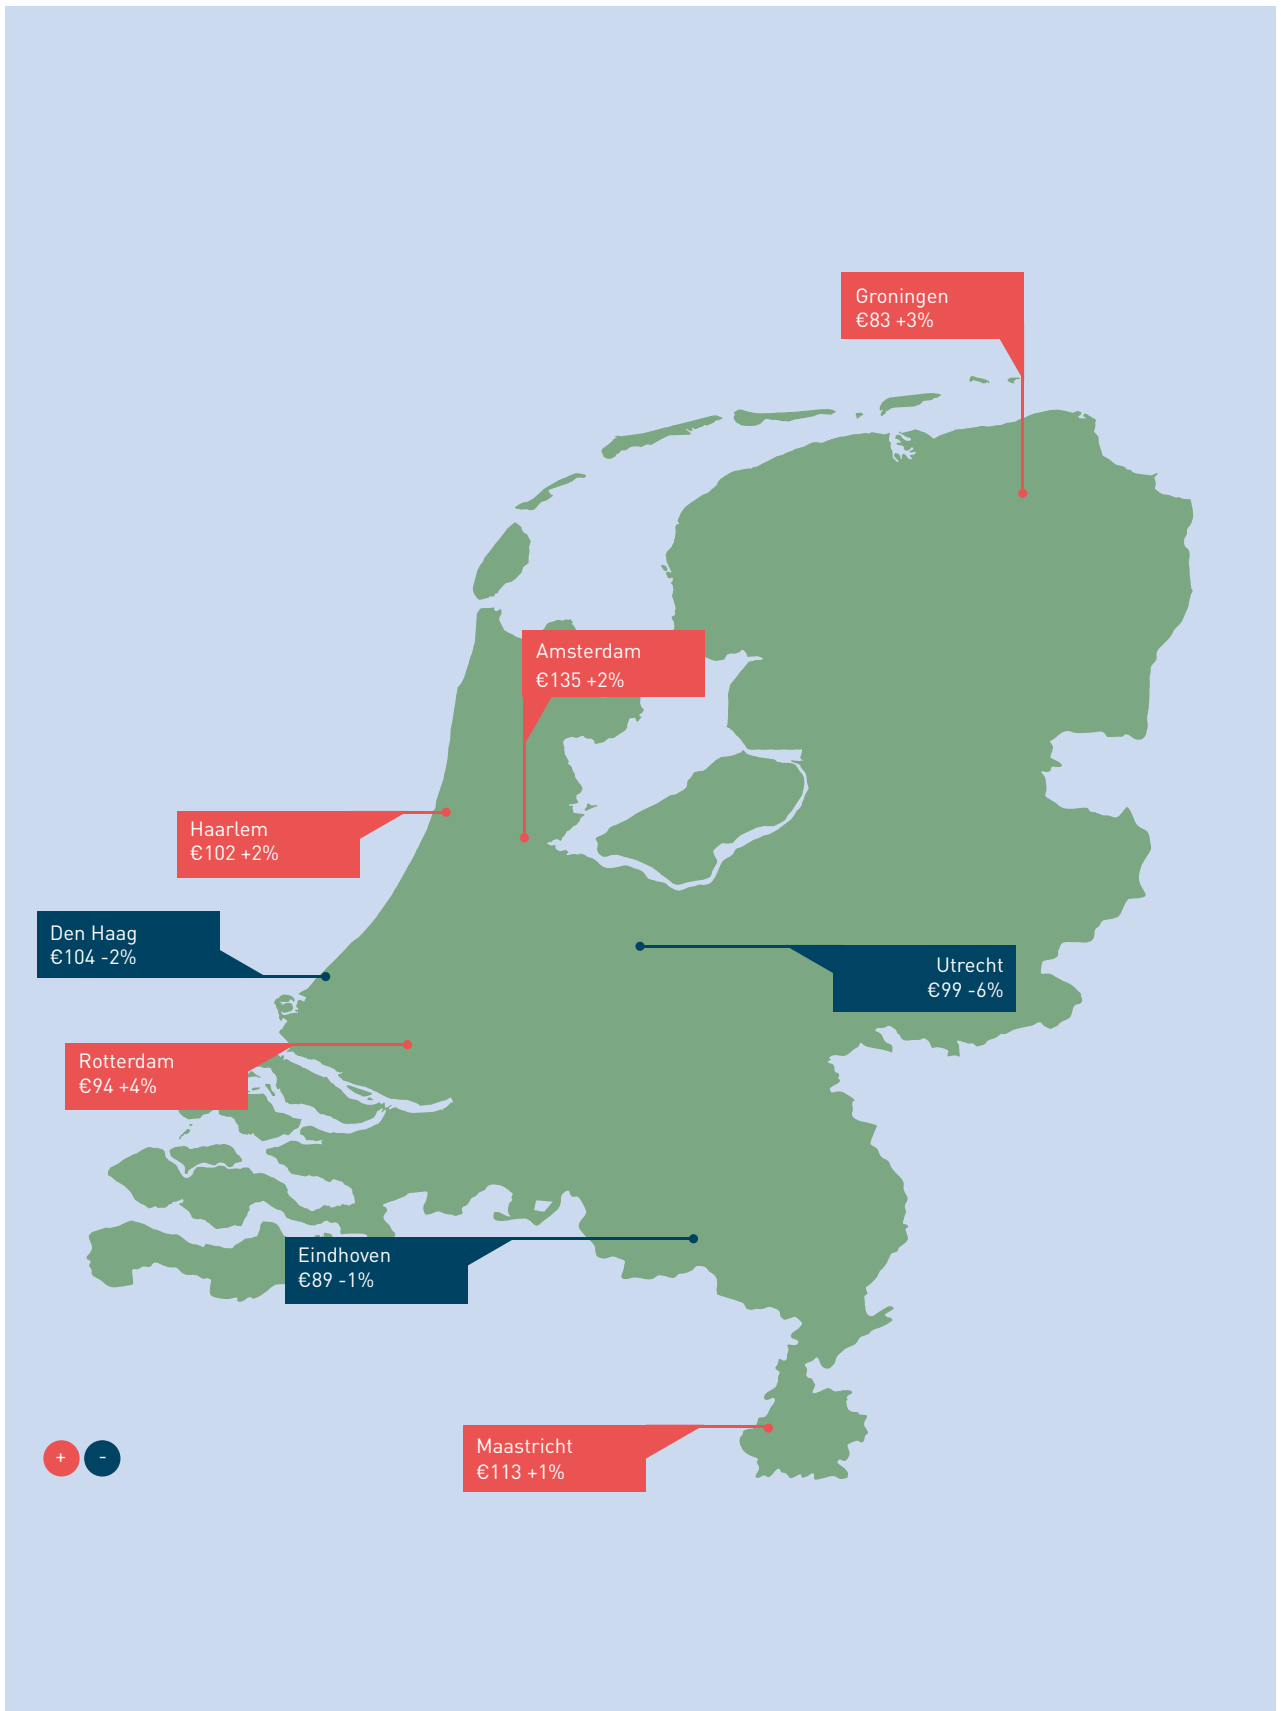 Groningen
€83 +3%
Amsterdam
€135 +2%
Haarlem
€102 +2%
Den Haag
€104 -2%
Utrecht
€99 -6%
Rotterdam
€94 +4%
Eindhoven
€89 -1%
Maastricht
€113 +1%
+ -